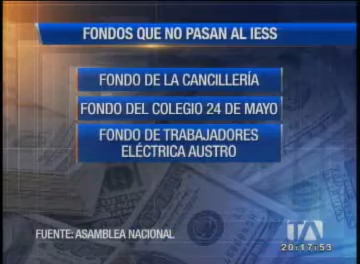 FONDOS QUE NO PASAN AL IESS
FONDO DE LA CANCILLERÍA
FONDO DEL COLEGIO 24 DE MAYO
FONDO DE TRABAJADORES
ELÉCTRICA AUSTRO
FUENTE: ASAMBLEA NACIONAL
TA
20:17:53